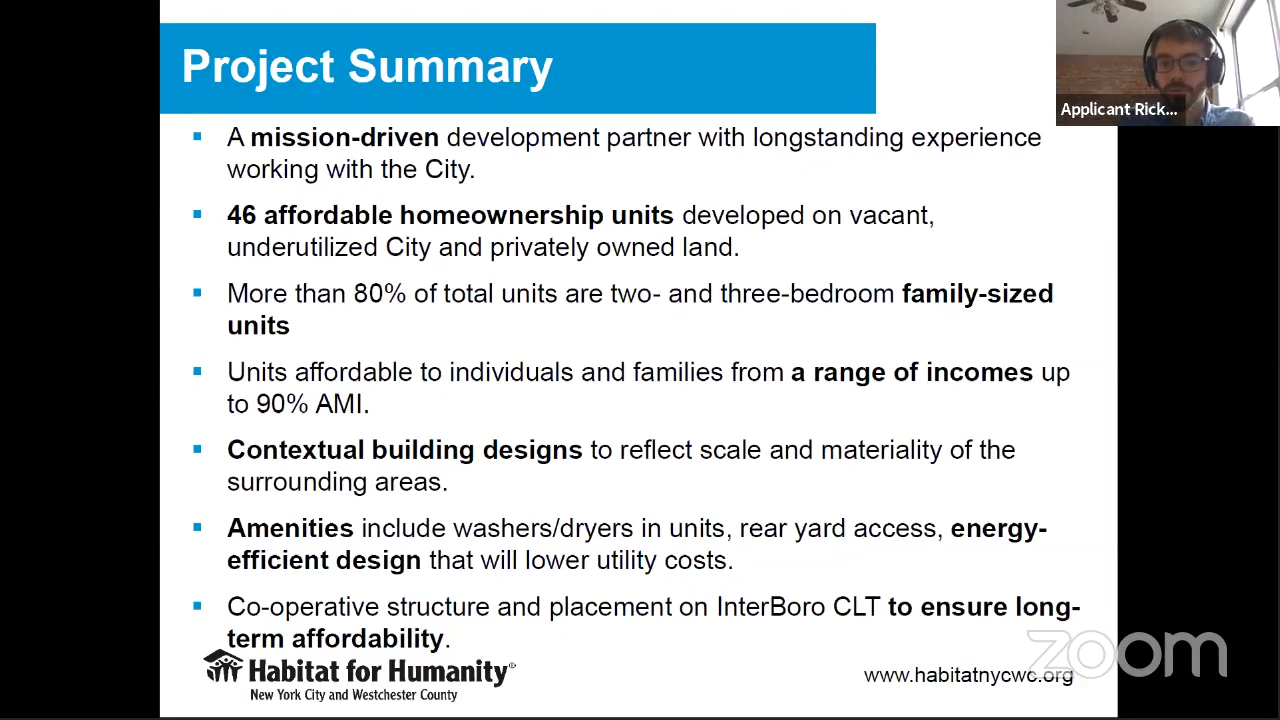 Project Summary
Applicant Rick...
▪ A mission-driven development partner with longstanding experience
working with the City.
▪ 46 affordable homeownership units developed on vacant,
underutilized City and privately owned land.
▪ More than 80% of total units are two- and three-bedroom family-sized
units
▪ Units affordable to individuals and families from a range of incomes up
to 90% AMI.
▪ Contextual building designs to reflect scale and materiality of the
surrounding areas.
▪ Amenities include washers/dryers in units, rear yard access, energy-
efficient design that will lower utility costs.
▪ Co-operative structure and placement on InterBoro CLT to ensure long-
term affordability.
Habitat for Humanity®
New York City and Westchester County
www.habitatnycwc.org
zoom